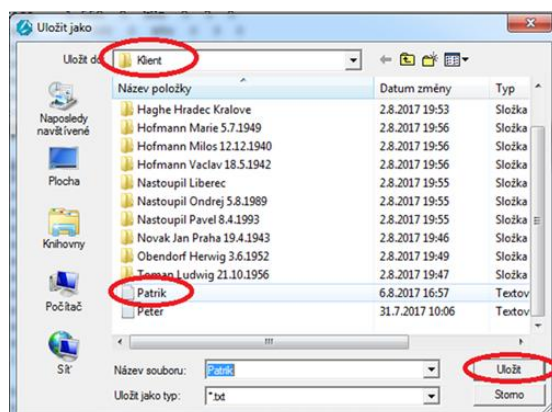 Uložit jako
Uložit do: Klient
Název položky Datum změny Typ
Haghe Hradec Kralove 2.8.2017 19:53 Složka
Hofmann Marie 5.7.1949 2.8.2017 19:56 Složka
Hofmann Milos 12.12.1940 2.8.2017 19:56 Složka
Hofmann Vaclav 18.5.1942 2.8.2017 19:56 Složka
Nastoupil Liberec 2.8.2017 19:55 Složka
Nastoupil Ondrej 5.8.1989 2.8.2017 19:55 Složka
Nastoupil Pavel 8.4.1993 2.8.2017 19:55 Složka
Novak Jan Praha 19.4.1943 2.8.2017 19:46 Složka
Obendorf Herwig 3.6.1952 2.8.2017 19:49 Složka
Toman Ludwig 21.10.1956 2.8.2017 19:47 Složka
Patrik 6.8.2017 16:57 Textov
Peter 31.7.2017 10:06 Textov
Naposledy
navštívené
Plocha
Knihovny
Počítač
Síť
Název souboru: Patrik Uložit
Uložit jako typ: *.txt Storno